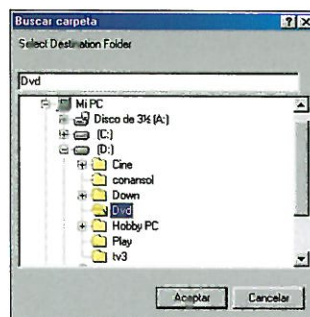 Buscar carpeta
Select Destination Folder
Dvd
Mi PC
Disco de 3½ (A:)
(C:)
(D:)
Cine
conansol
Down
Dvd
Hobby PC
Play
tv3
Aceptar Cancelar